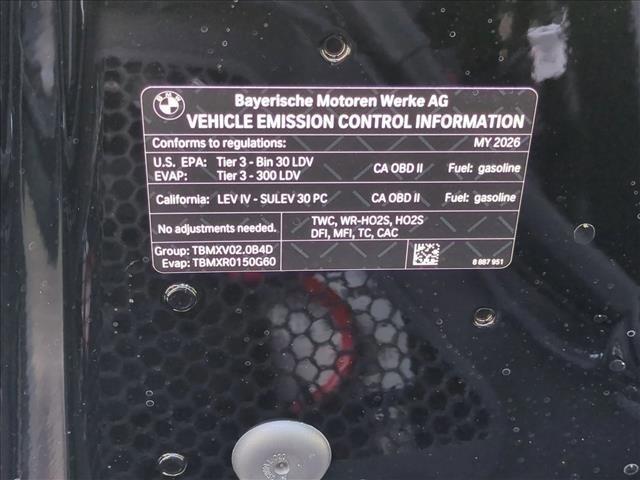 BMW
Bayerische Motoren Werke AG
VEHICLE EMISSION CONTROL INFORMATION
Conforms to regulations: MY 2026
U.S. EPA: Tier 3 - Bin 30 LDV CA OBD II Fuel: gasoline
EVAP: Tier 3 - 300 LDV
California: LEV IV - SULEV 30 PC CA OBD II Fuel: gasoline
No adjustments needed. TWC, WR-HO2S, HO2S
DFI, MFI, TC, CAC
Group: TBMXV02.0B4D
Evap: TBMXR0150G60
8 887 951